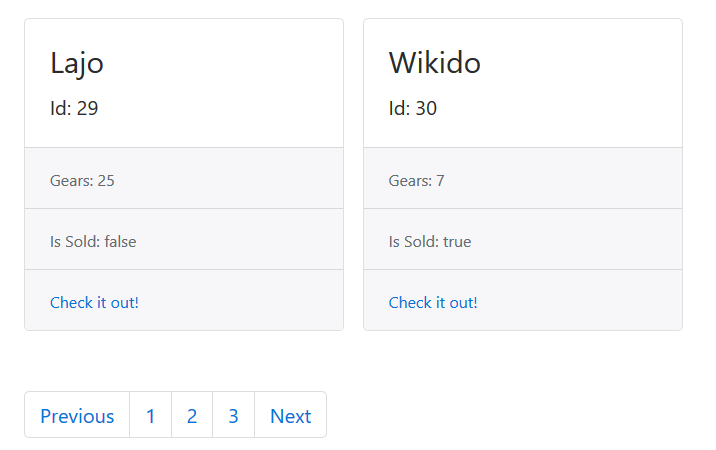 Lajo
Id: 29
Gears: 25
Is Sold: false
Check it out!
Wikido
Id: 30
Gears: 7
Is Sold: true
Check it out!
Previous 1 2 3 Next